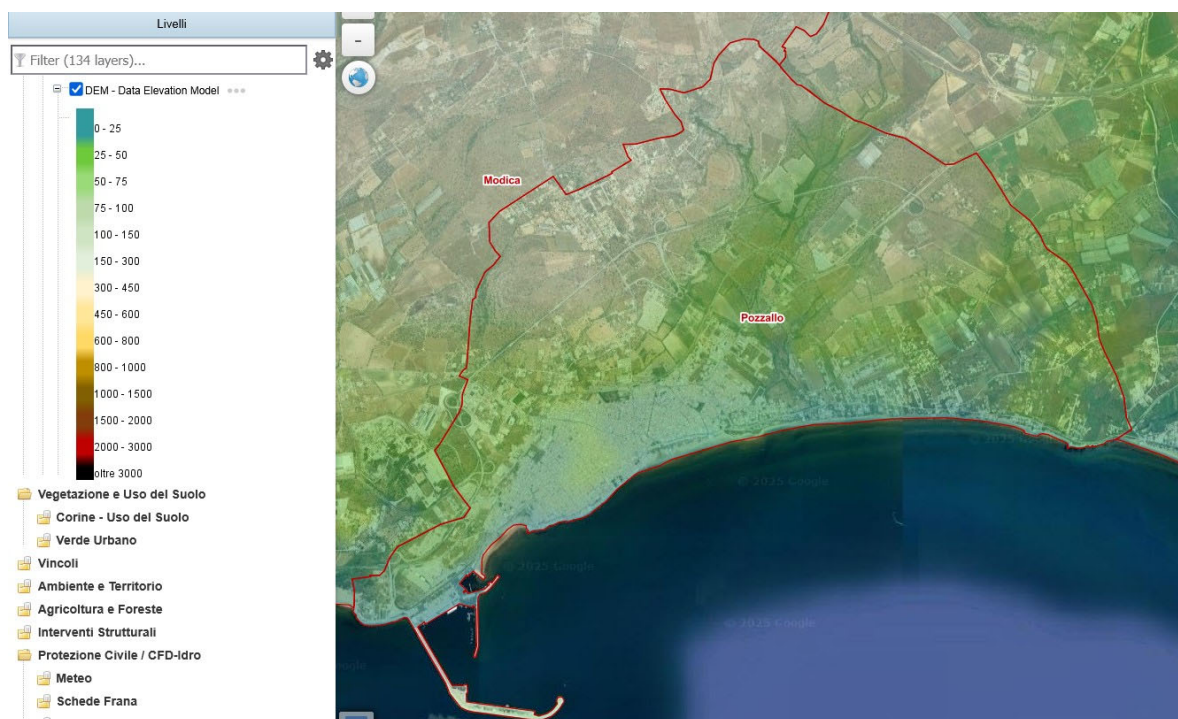 Livelli
Filter (134 layers)...
DEM - Data Elevation Model
0 - 25
25 - 50
50 - 75
75 - 100
100 - 150
150 - 300
300 - 450
450 - 600
600 - 800
800 - 1000
1000 - 1500
1500 - 2000
2000 - 3000
oltre 3000
Vegetazione e Uso del Suolo
Corine - Uso del Suolo
Verde Urbano
Vincoli
Ambiente e Territorio
Agricoltura e Foreste
Interventi Strutturali
Protezione Civile / CFD-Idro
Meteo
Schede Frana
-
Modica
Pozzallo
© 2025 Google
© 2025 Google
© 2025 Google
© 2025 Google
Google